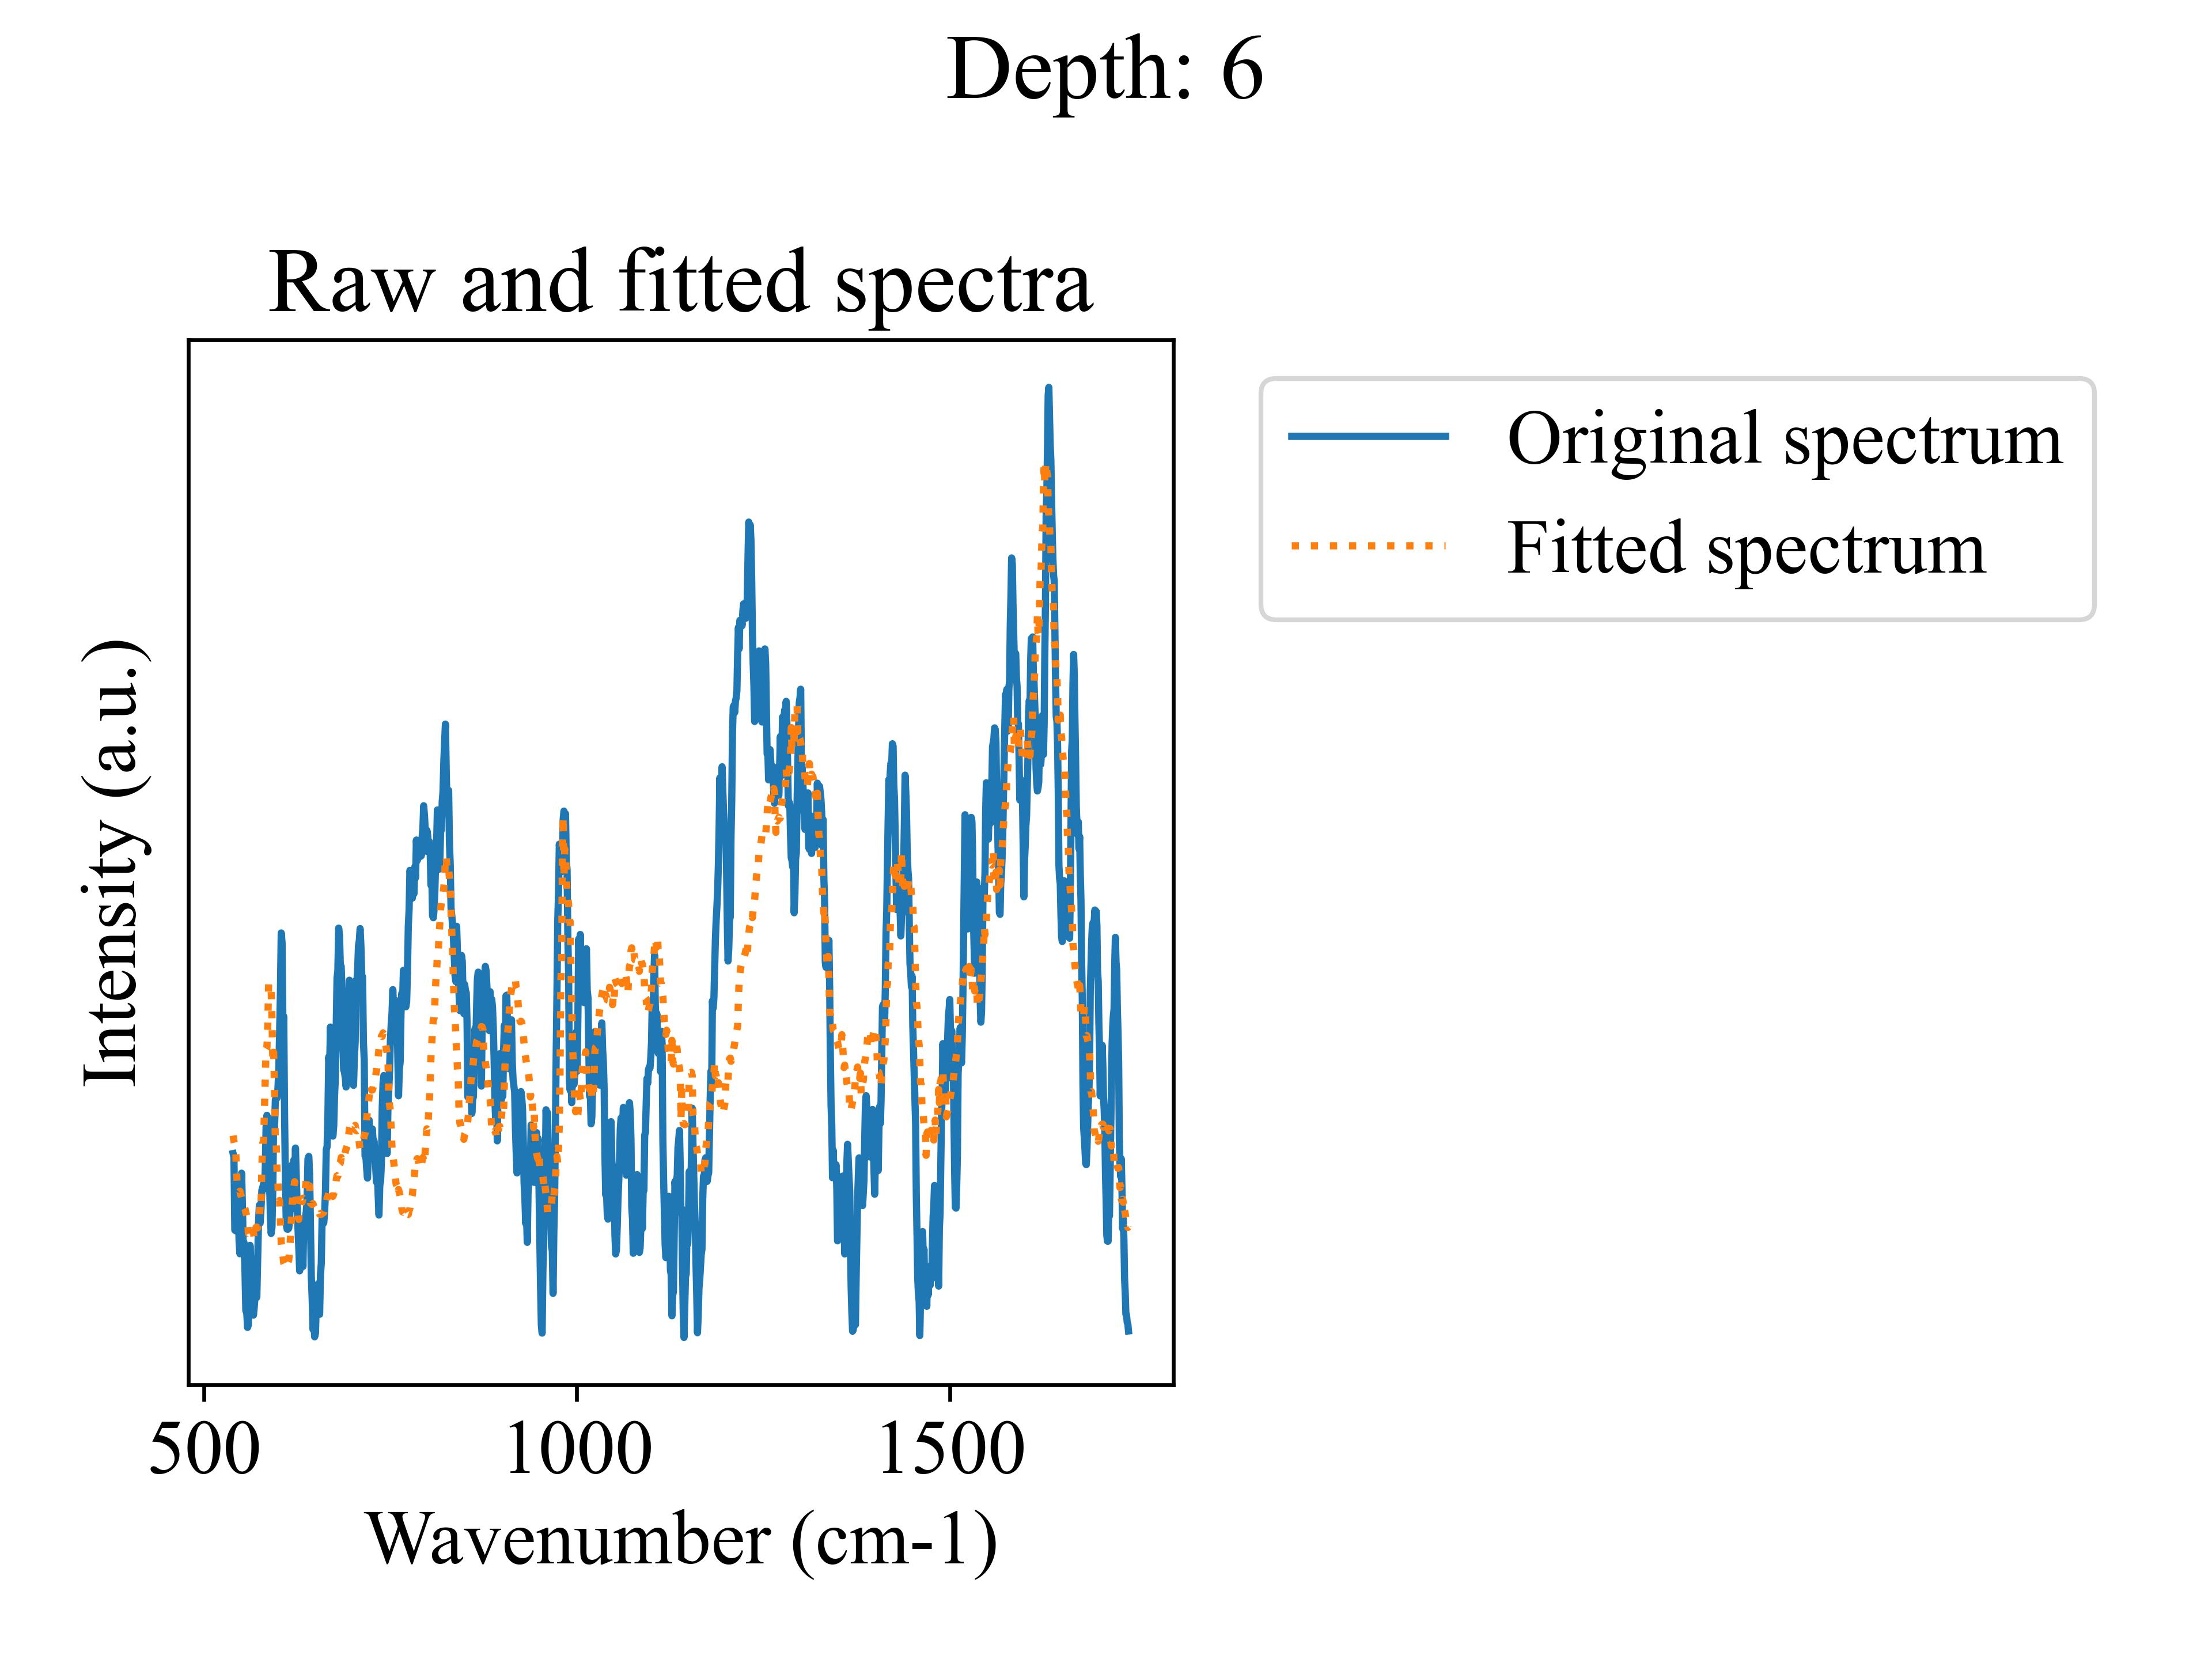 Depth: 6
Raw and fitted spectra
Original spectrum
Fitted spectrum
Intensity (a.u.)
500 1000 1500
Wavenumber (cm-1)